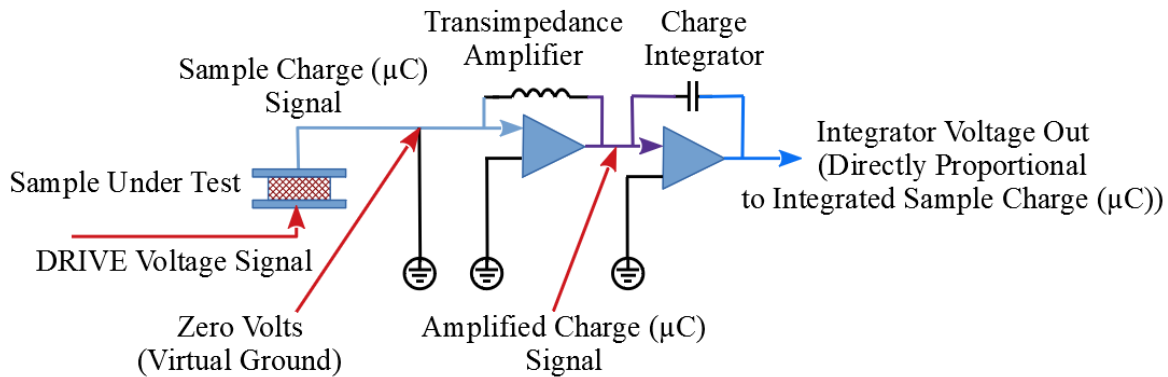 Transimpedance
Amplifier
Charge
Integrator
Sample Charge (µC)
Signal
Sample Under Test
DRIVE Voltage Signal
Zero Volts
(Virtual Ground)
Amplified Charge (µC)
Signal
Integrator Voltage Out
(Directly Proportional
to Integrated Sample Charge (µC))